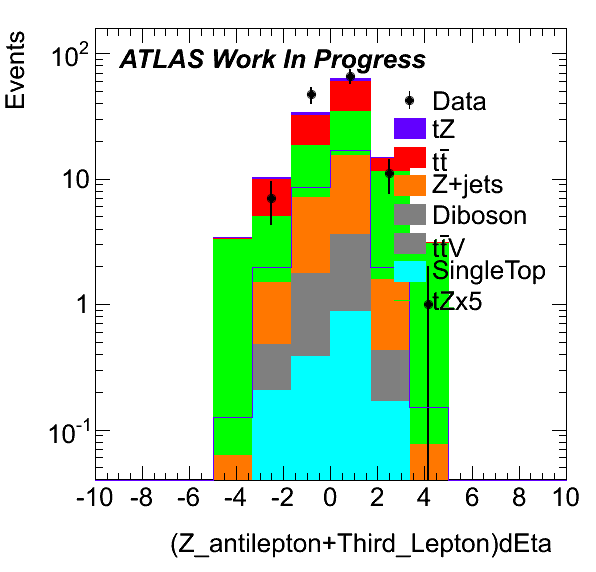 ATLAS Work In Progress
Events
10²
10
1
10⁻¹
Data
tZ
tt̄
Z+jets
Diboson
tt̄V
SingleTop
tZx5
-10 -8 -6 -4 -2 0 2 4 6 8 10
(Z_antilepton+Third_Lepton)dEta